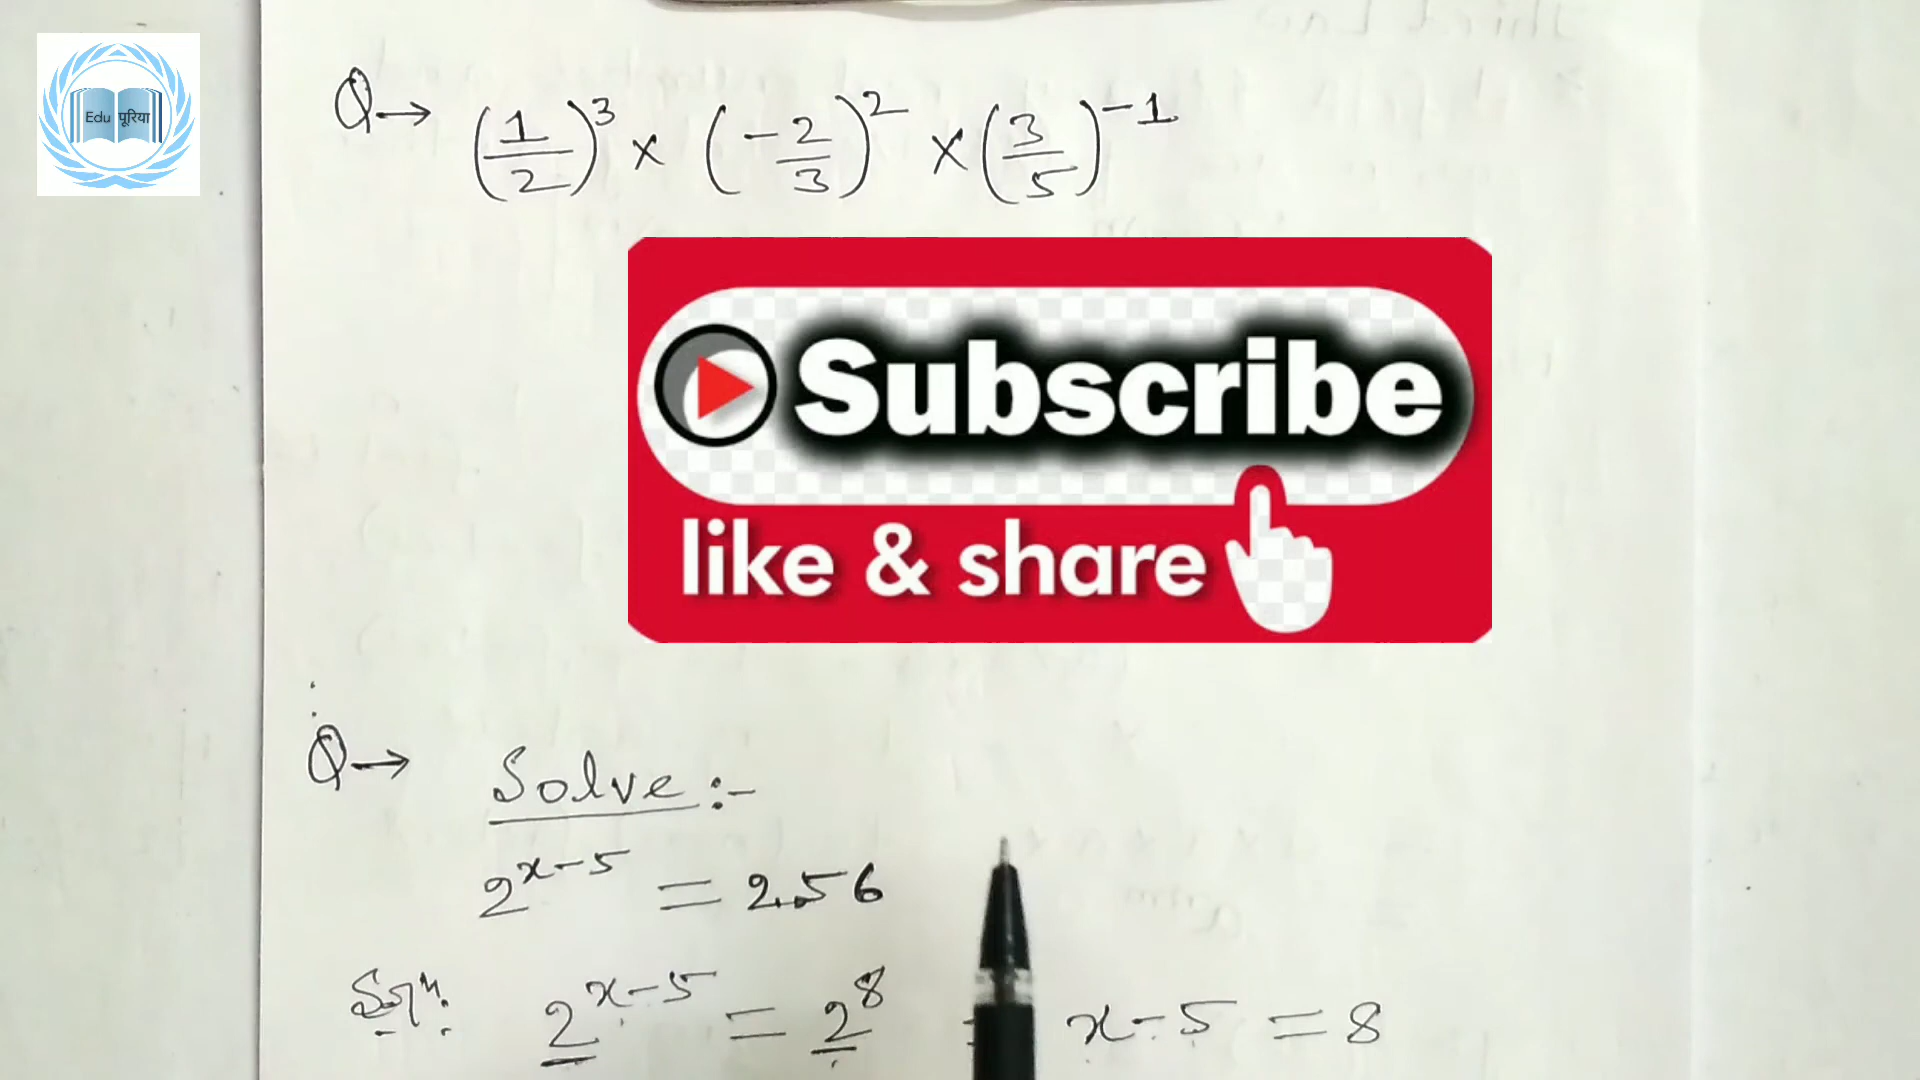 Edu पूरिया
Q→ (1/2)^3 × (-2/3)^2 × (3/5)^-1
Subscribe
like & share
Q→ Solve :-
2^x-5 = 256
Solⁿ: 2^x-5 = 2^8 x-5 = 8